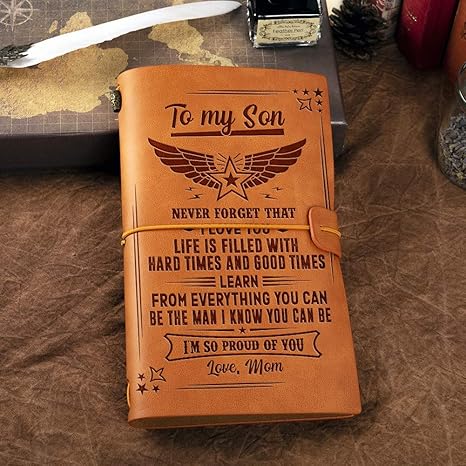 To my Son
NEVER FORGET THAT
I LOVE YOU
LIFE IS FILLED WITH
HARD TIMES AND GOOD TIMES
LEARN
FROM EVERYTHING YOU CAN
BE THE MAN I KNOW YOU CAN BE
I'M SO PROUD OF YOU
Love, Mom